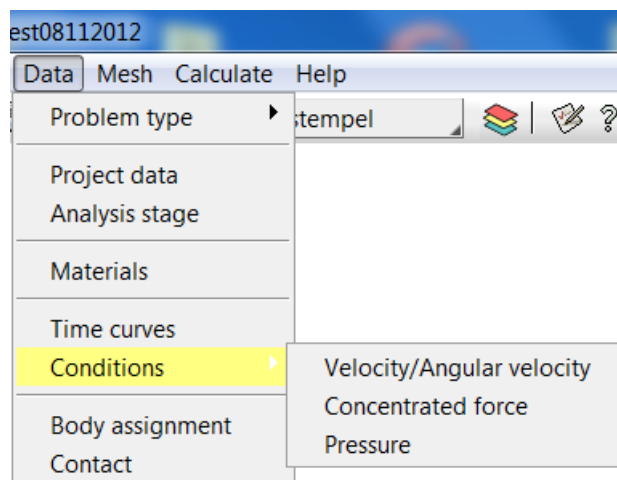 est08112012
Data Mesh Calculate Help
Problem type
stempel
?
Project data
Analysis stage
Materials
Time curves
Conditions
Velocity/Angular velocity
Concentrated force
Pressure
Body assignment
Contact